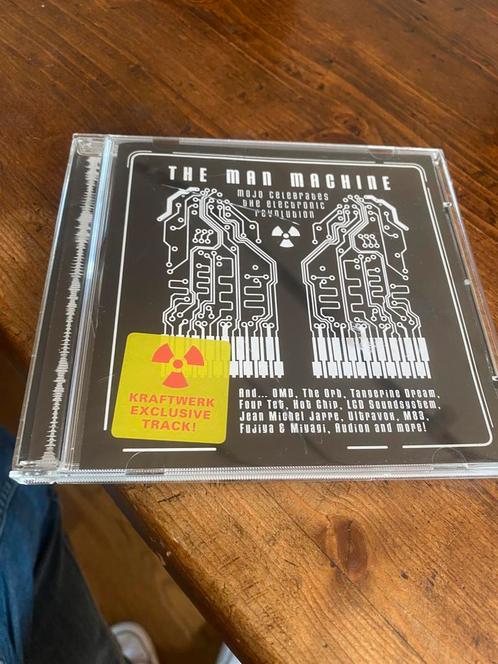 THE MAN MACHINE
MOJO CELEBRATES
THE ELECTRONIC
REVOLUTION
KRAFTWERK
EXCLUSIVE
TRACK!
And... OMD, The Orb, Tangerine Dream,
Four Tet, Hot Chip, LCD Soundsystem,
Jean Michel Jarre, Ultravox, M83,
Fujiya & Miyagi, Audion and more!